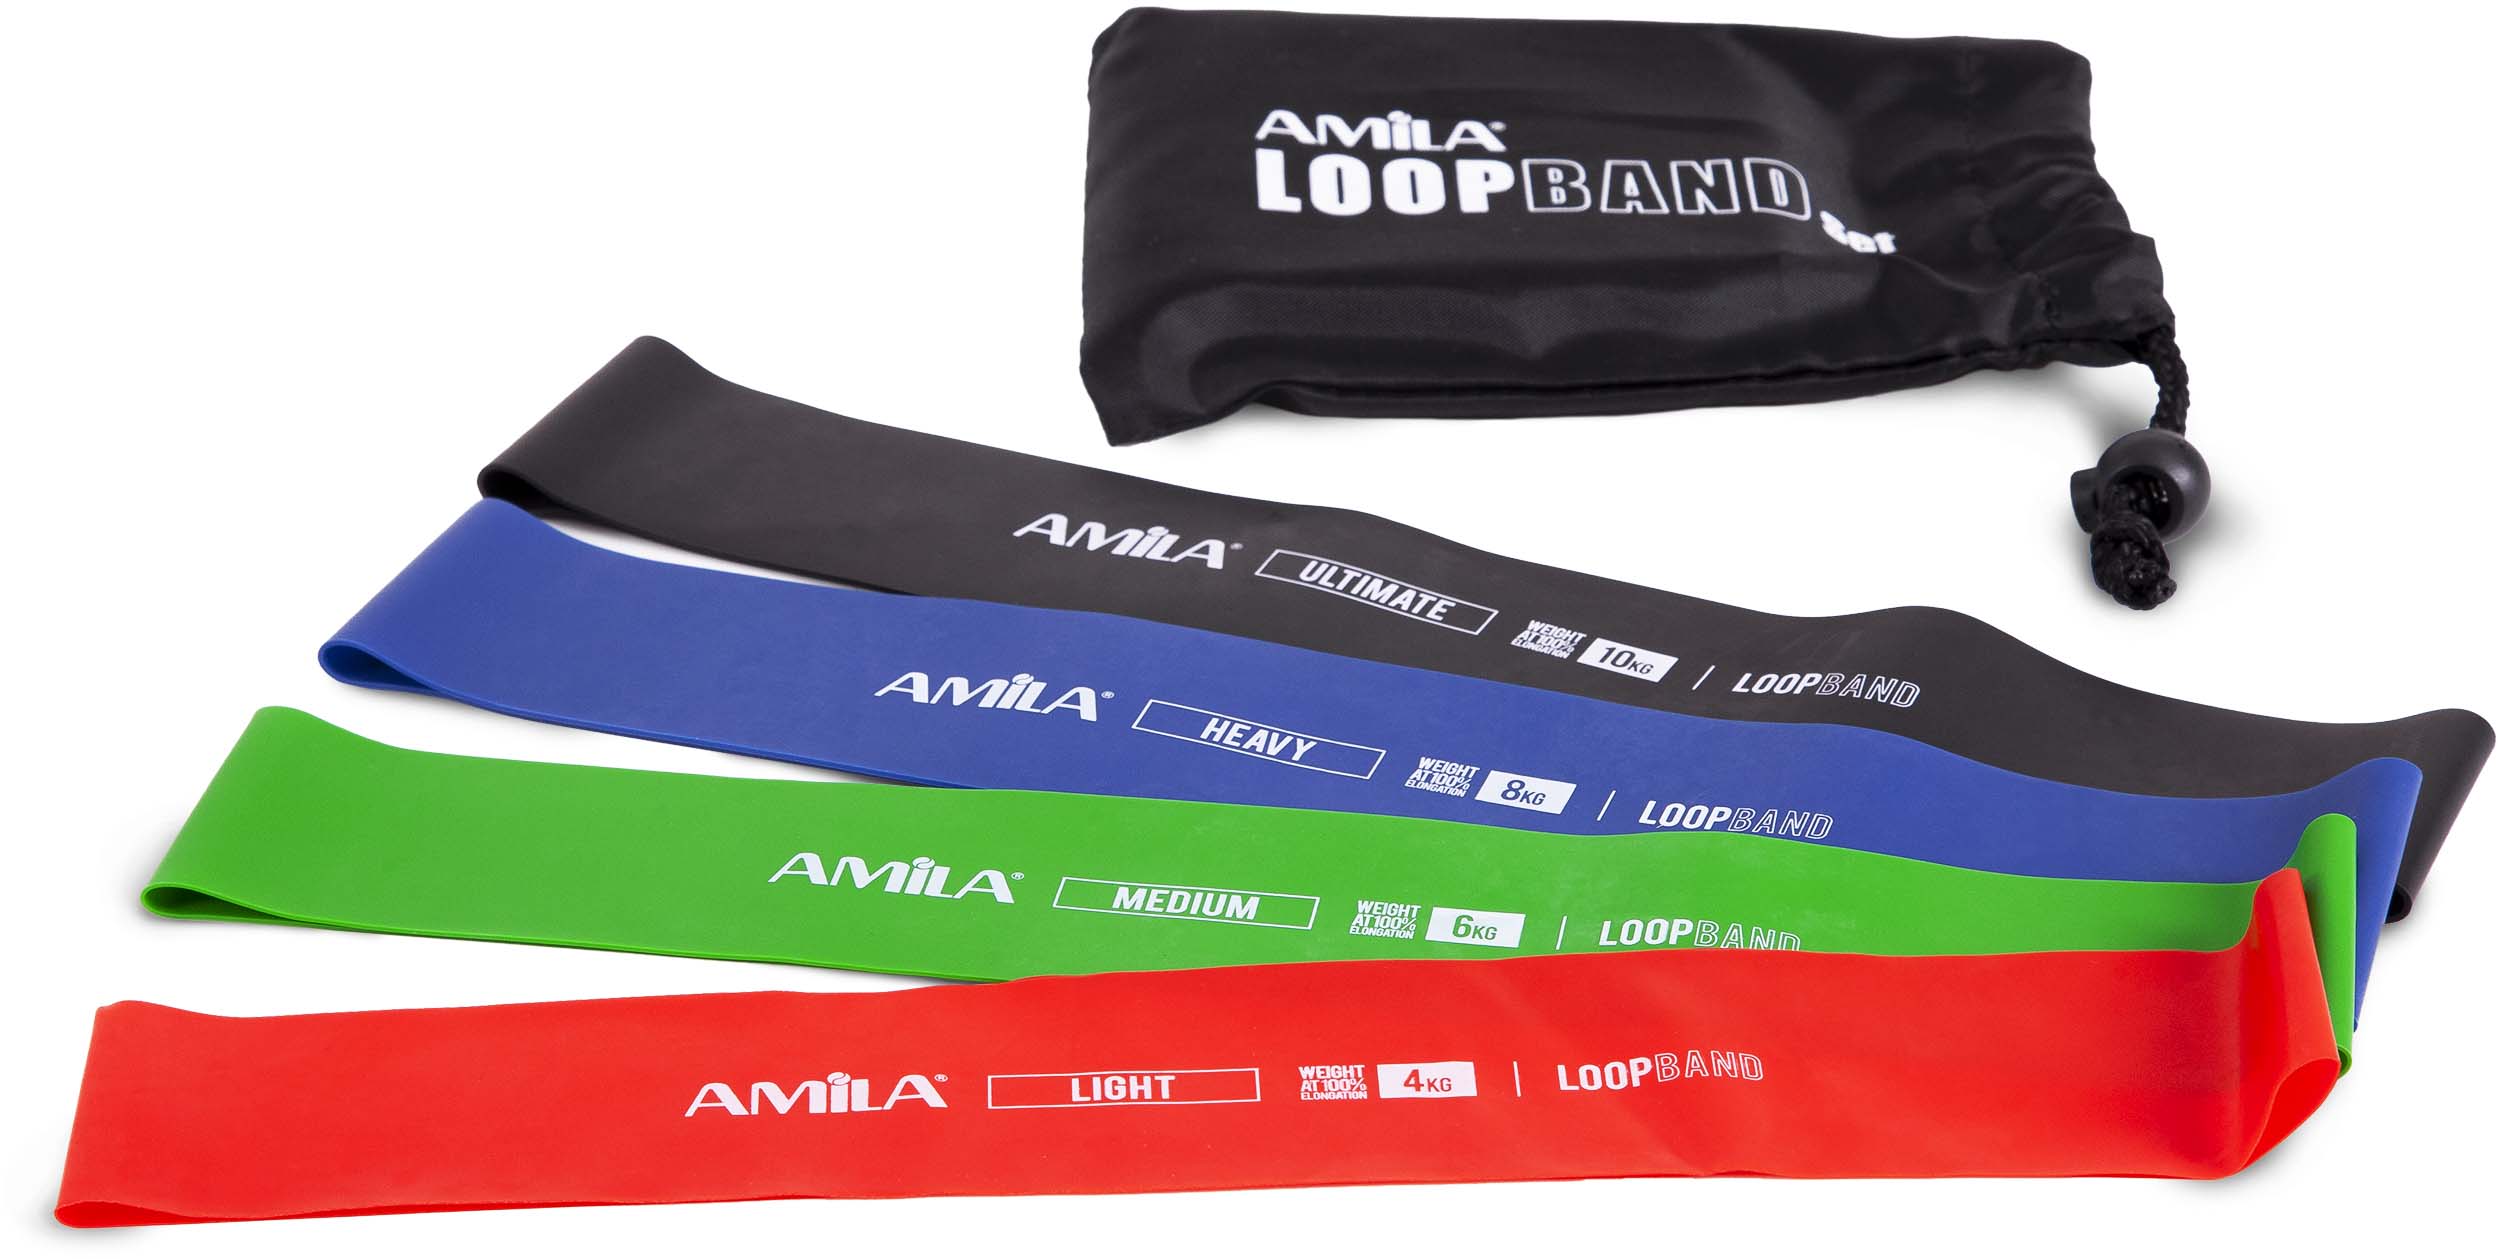 AMiLA®
LOOPBAND
Set
AMiLA® ULTIMATE WEIGHT AT 100% ELONGATION 10KG | LOOPBAND
AMiLA® HEAVY WEIGHT AT 100% ELONGATION 8KG | LOOPBAND
AMiLA® MEDIUM WEIGHT AT 100% ELONGATION 6KG | LOOPBAND
AMiLA® LIGHT WEIGHT AT 100% ELONGATION 4KG | LOOPBAND